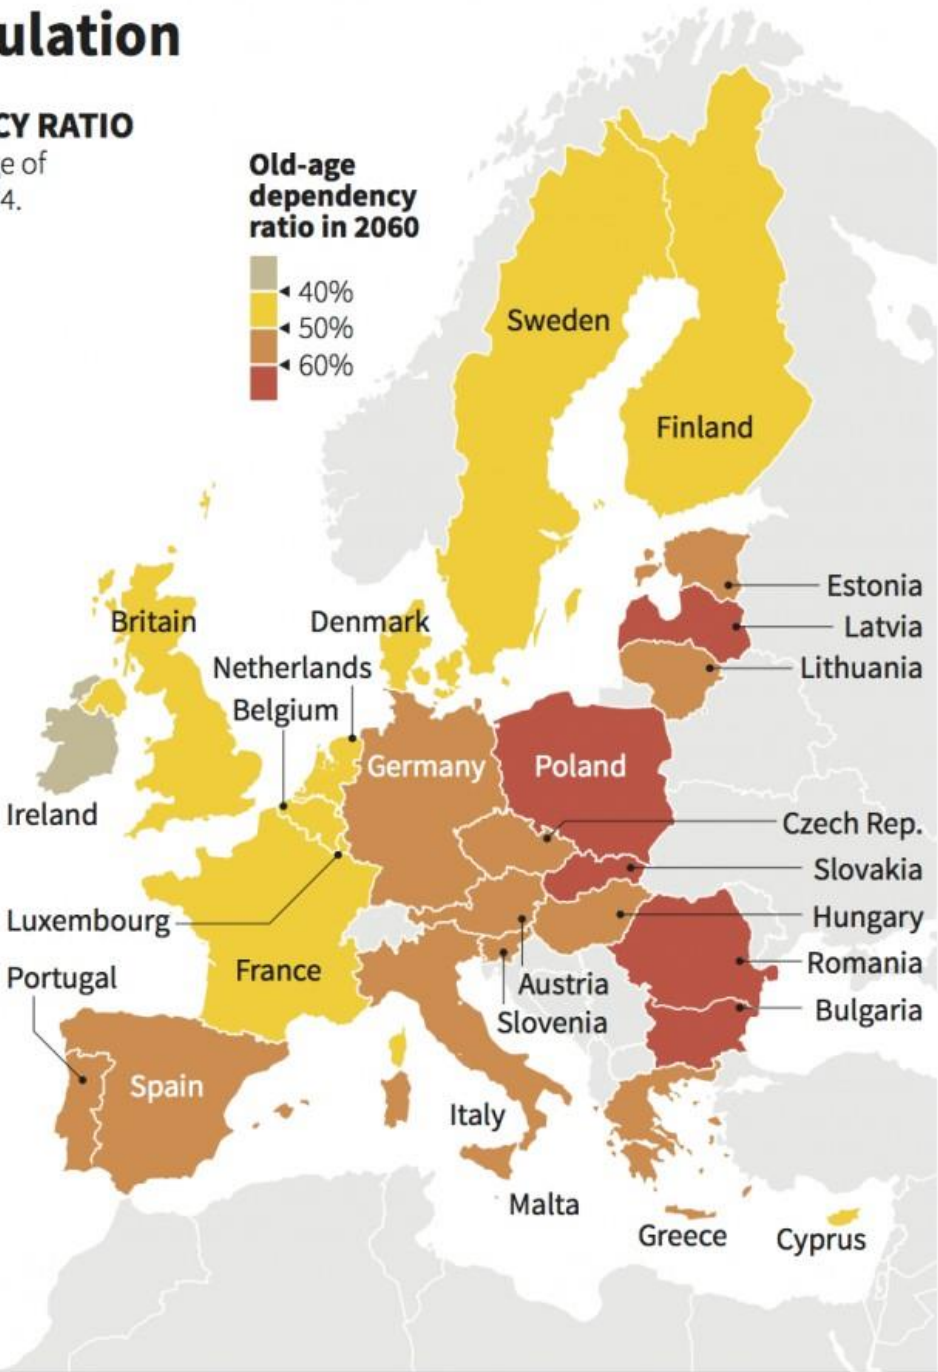 ulation
CY RATIO
e of
4.
Old-age
dependency
ratio in 2060
40%
50%
60%
Sweden
Finland
Estonia
Britain
Denmark
Latvia
Netherlands
Lithuania
Belgium
Germany
Poland
Ireland
Czech Rep.
Slovakia
Luxembourg
Hungary
France
Romania
Portugal
Austria
Bulgaria
Slovenia
Spain
Italy
Malta
Greece
Cyprus